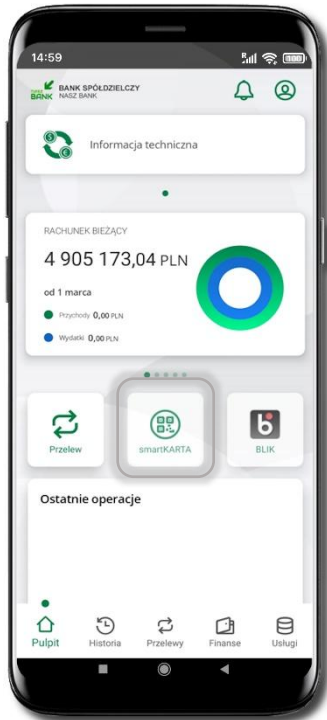 14:59
BANK SPÓŁDZIELCZY
NASZ BANK
Informacja techniczna
RACHUNEK BIEŻĄCY
4 905 173,04 PLN
od 1 marca
Przychody 0,00 PLN
Wydatki 0,00 PLN
Przelew
smartKARTA
BLIK
Ostatnie operacje
Pulpit
Historia
Przelewy
Finanse
Usługi